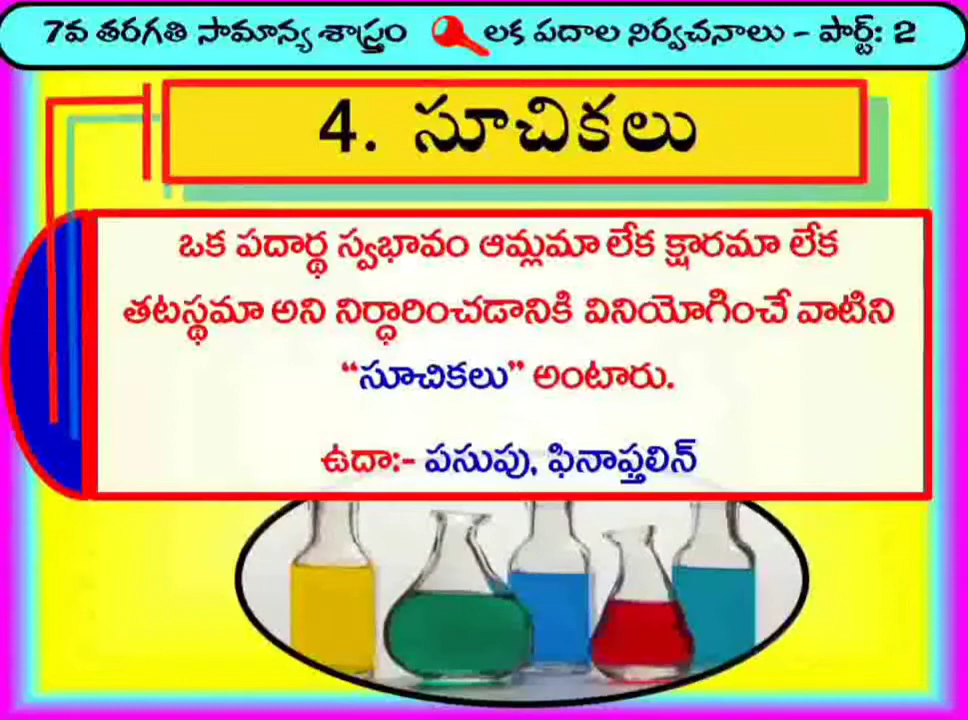 7వ తరగతి సామాన్య శాస్త్రం లక పదాల నిర్వచనాలు - పార్ట్: 2
4. సూచికలు
ఒక పదార్థ స్వభావం ఆమ్లమా లేక క్షారమా లేక
తటస్థమా అని నిర్ధారించడానికి వినియోగించే వాటిని
“సూచికలు” అంటారు.
ఉదా:- పసుపు, ఫినాఫ్తలిన్